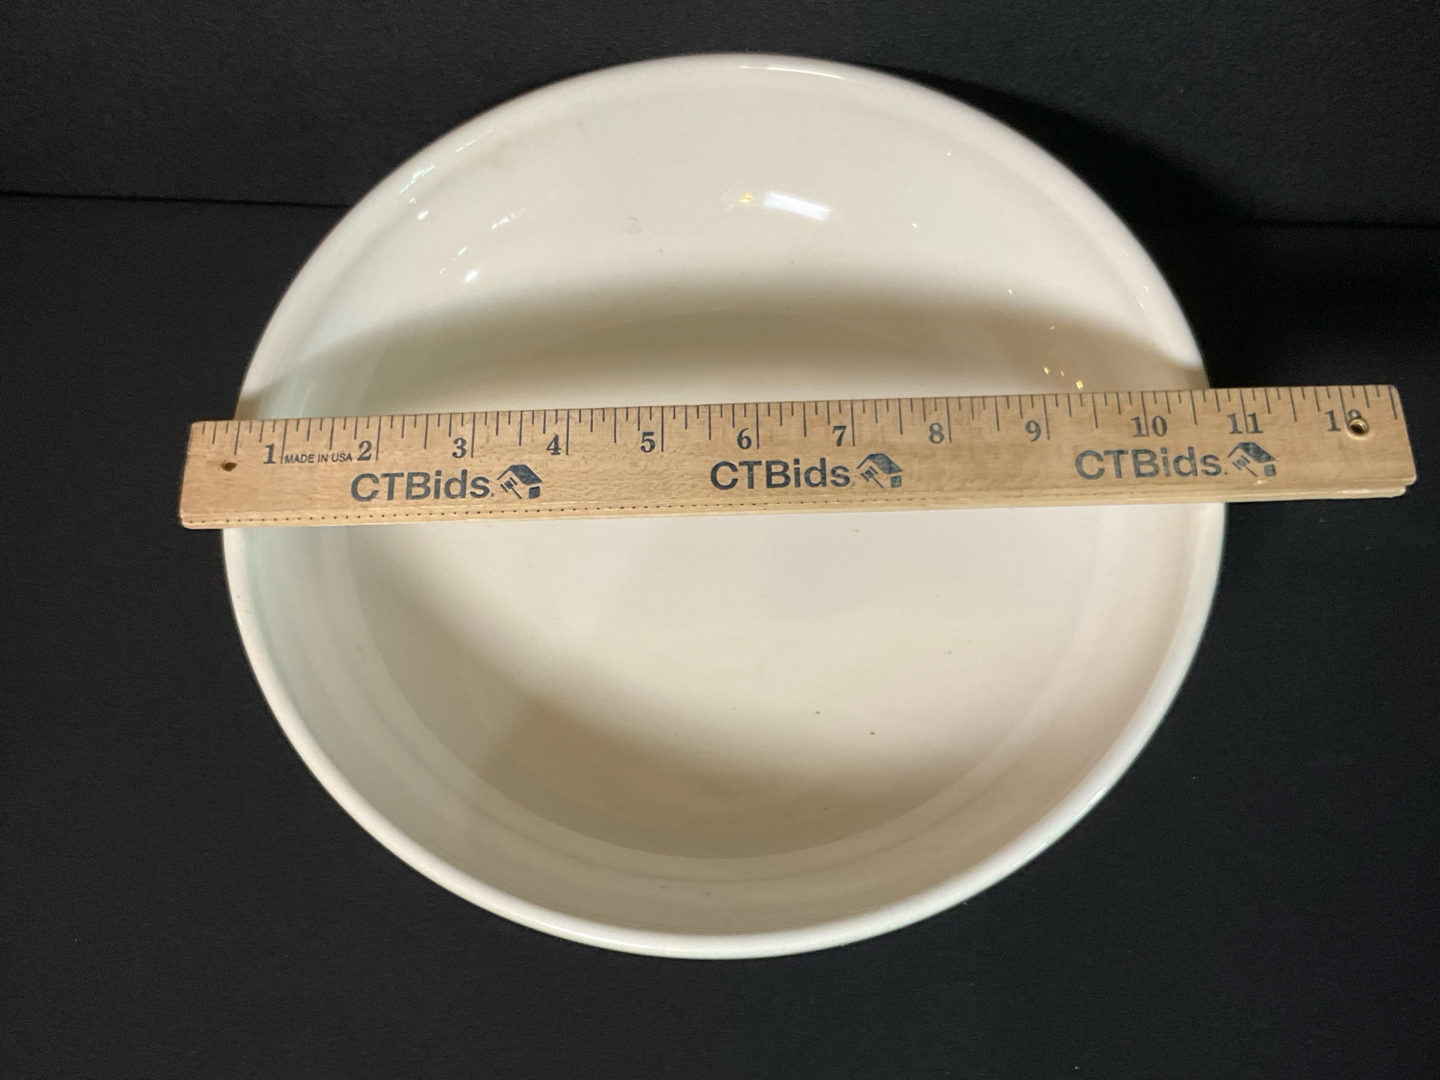 1 2 3 4 5 6 7 8 9 10 11 12
MADE IN USA
CTBids. CTBids. CTBids.